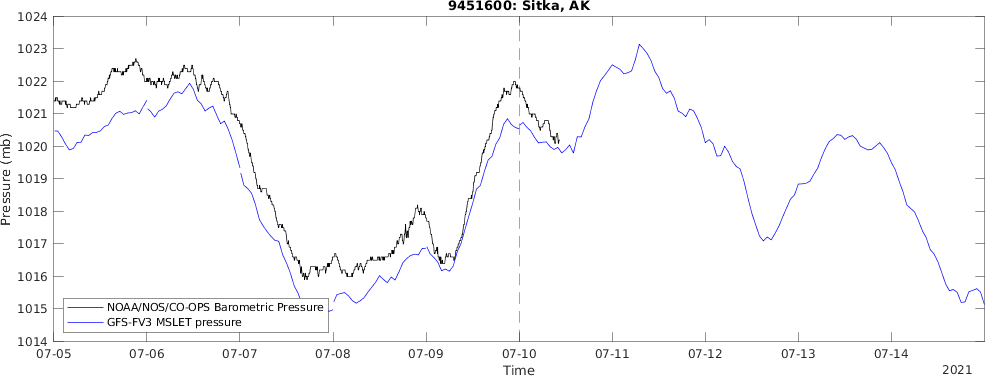 9451600: Sitka, AK
1024
1023
1022
1021
1020
1019
1018
1017
1016
1015
1014
Pressure (mb)
NOAA/NOS/CO-OPS Barometric Pressure
GFS-FV3 MSLET pressure
07-05 07-06 07-07 07-08 07-09 07-10 07-11 07-12 07-13 07-14
Time
2021